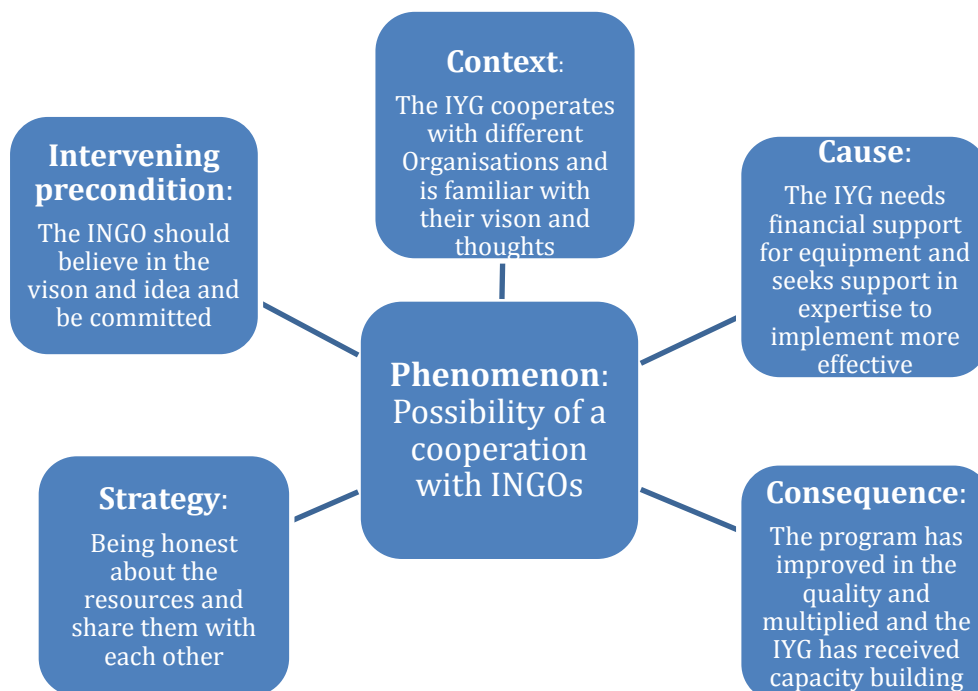 Context:
The IYG cooperates
with different
Organisations and
is familiar with
their vison and
thoughts
Intervening
precondition:
The INGO should
believe in the
vison and idea and
be committed
Cause:
The IYG needs
financial support
for equipment and
seeks support in
expertise to
implement more
effective
Phenomenon:
Possibility of a
cooperation
with INGOs
Strategy:
Being honest
about the
resources and
share them with
each other
Consequence:
The program has
improved in the
quality and
multiplied and the
IYG has received
capacity building